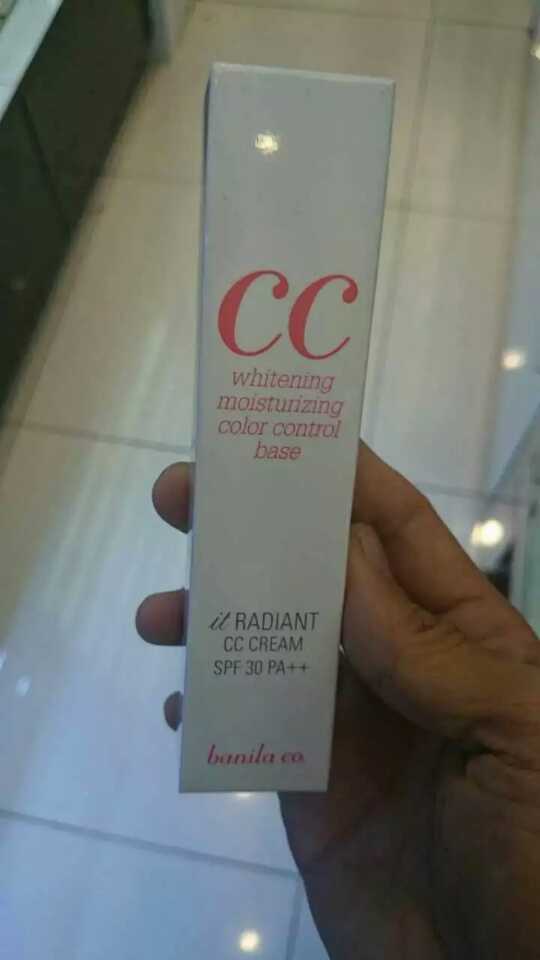 CC
whitening
moisturizing
color control
base
it RADIANT
CC CREAM
SPF 30 PA++
banila co.